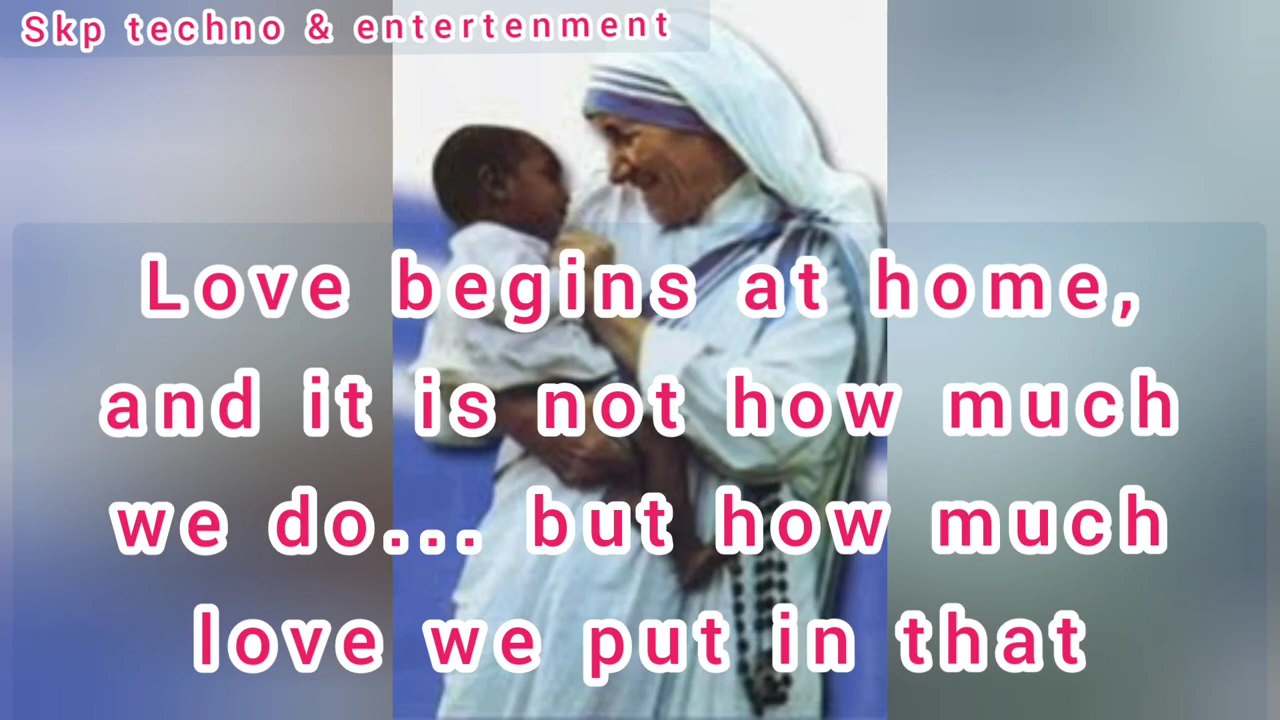 Skp techno & entertenment
Love begins at home,
and it is not how much
we do... but how much
love we put in that